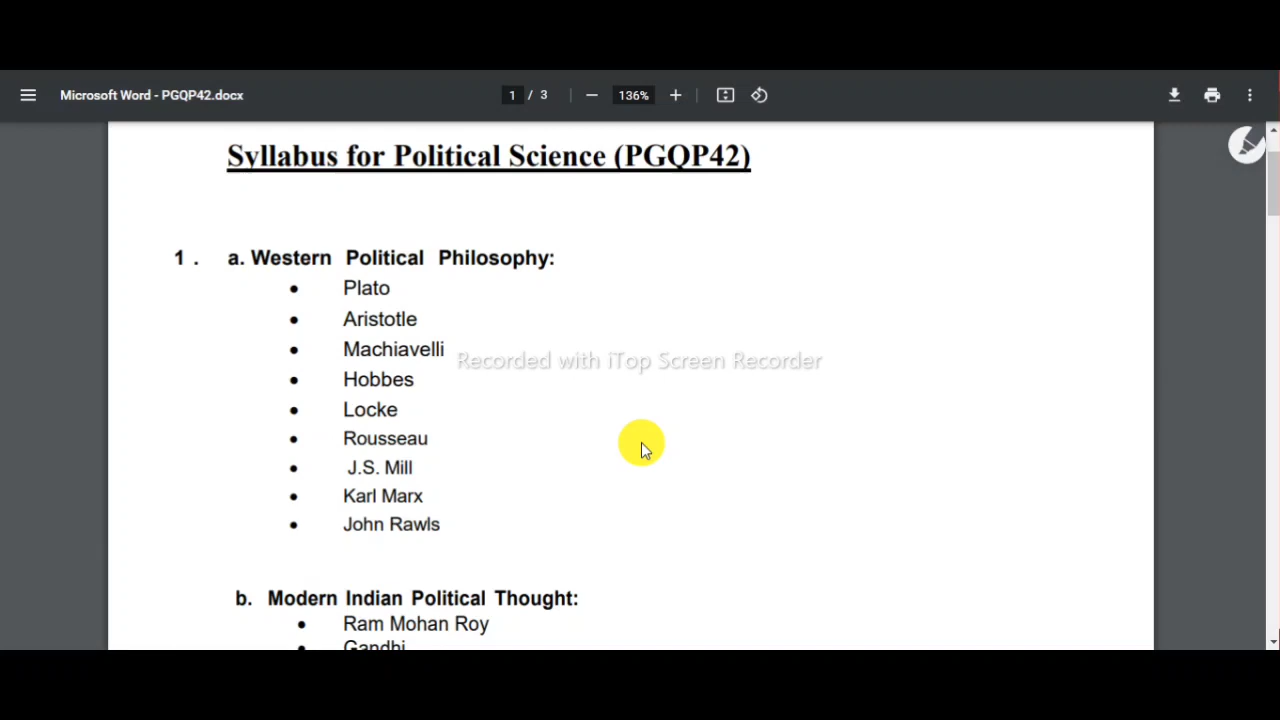 Microsoft Word - PGQP42.docx
1 / 3
136%
Syllabus for Political Science (PGQP42)
1 . a. Western Political Philosophy:
• Plato
• Aristotle
• Machiavelli
Recorded with iTop Screen Recorder
• Hobbes
• Locke
• Rousseau
• J.S. Mill
• Karl Marx
• John Rawls
b. Modern Indian Political Thought:
• Ram Mohan Roy
• Gandhi